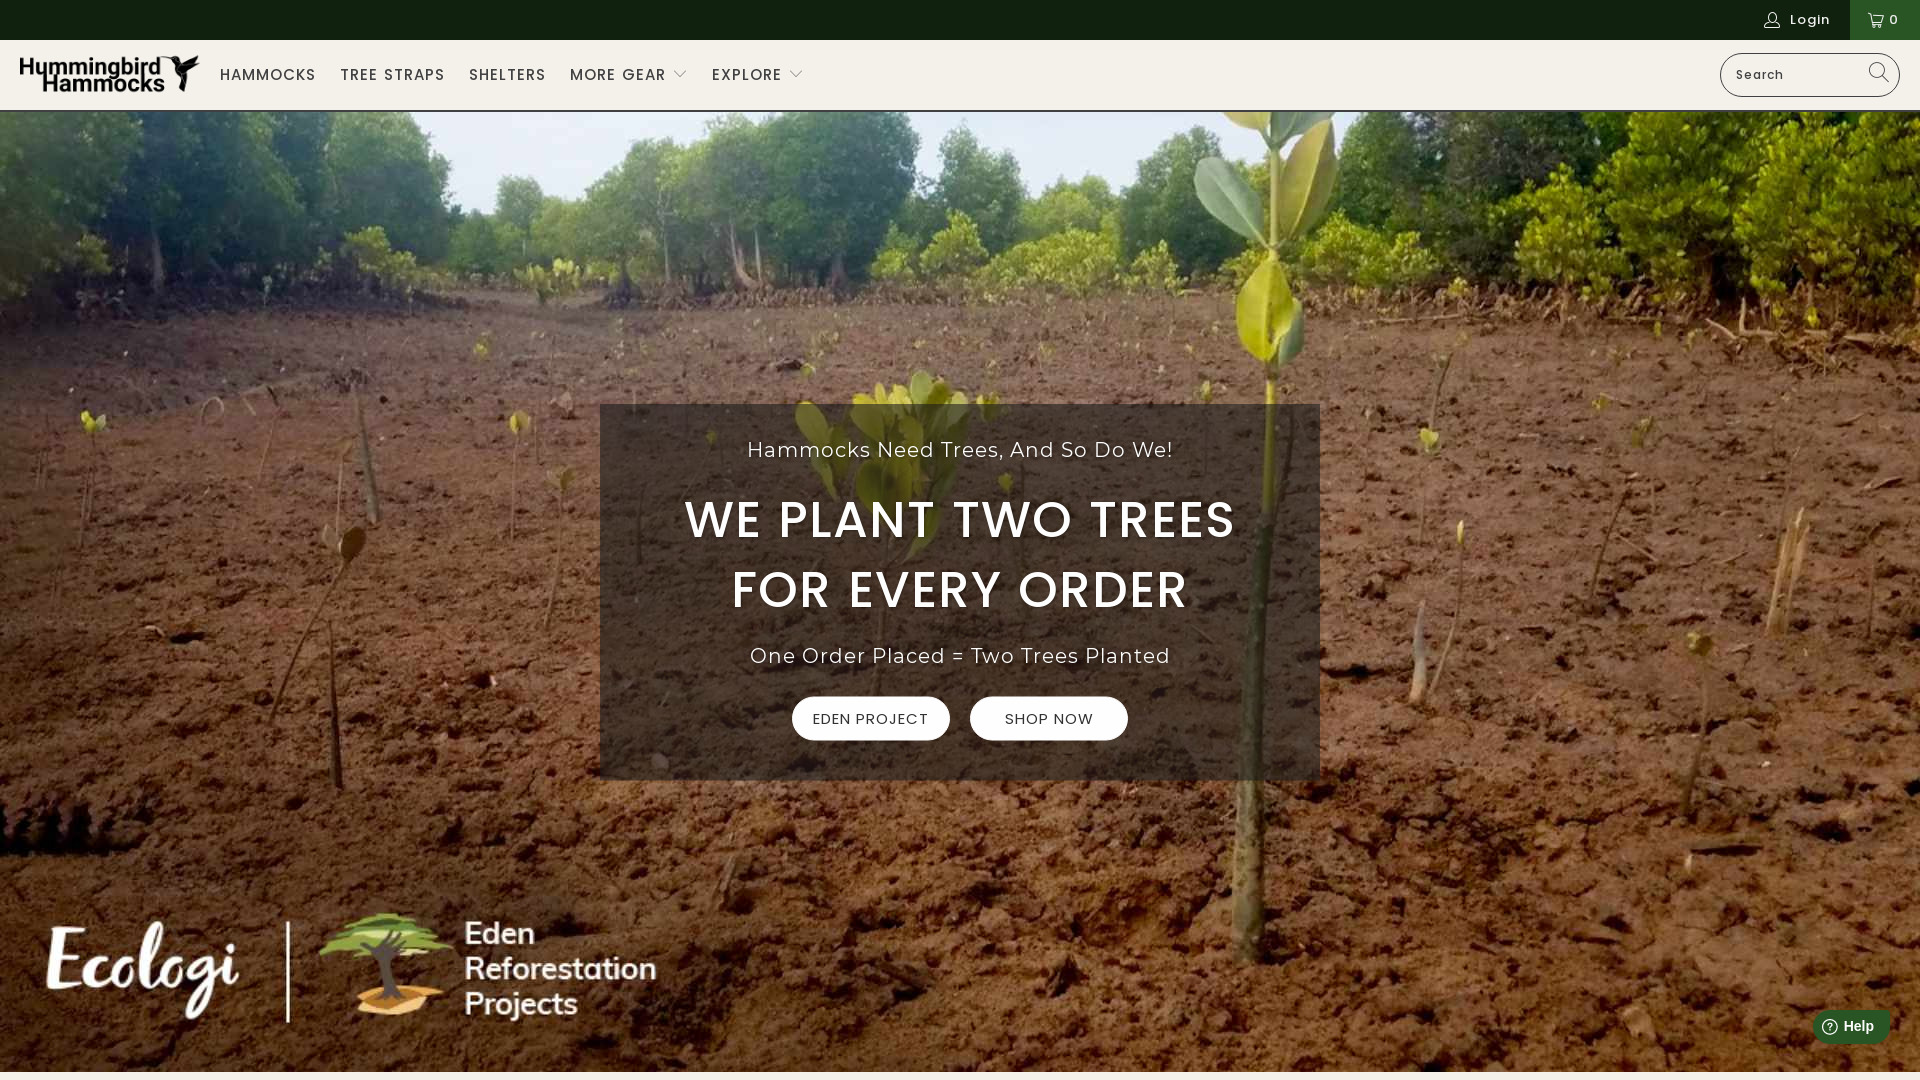 Login
0
Hummingbird
Hammocks
HAMMOCKS
TREE STRAPS
SHELTERS
MORE GEAR
EXPLORE
Search
Hammocks Need Trees, And So Do We!
WE PLANT TWO TREES
FOR EVERY ORDER
One Order Placed = Two Trees Planted
EDEN PROJECT
SHOP NOW
Ecologi
Eden
Reforestation
Projects
Help